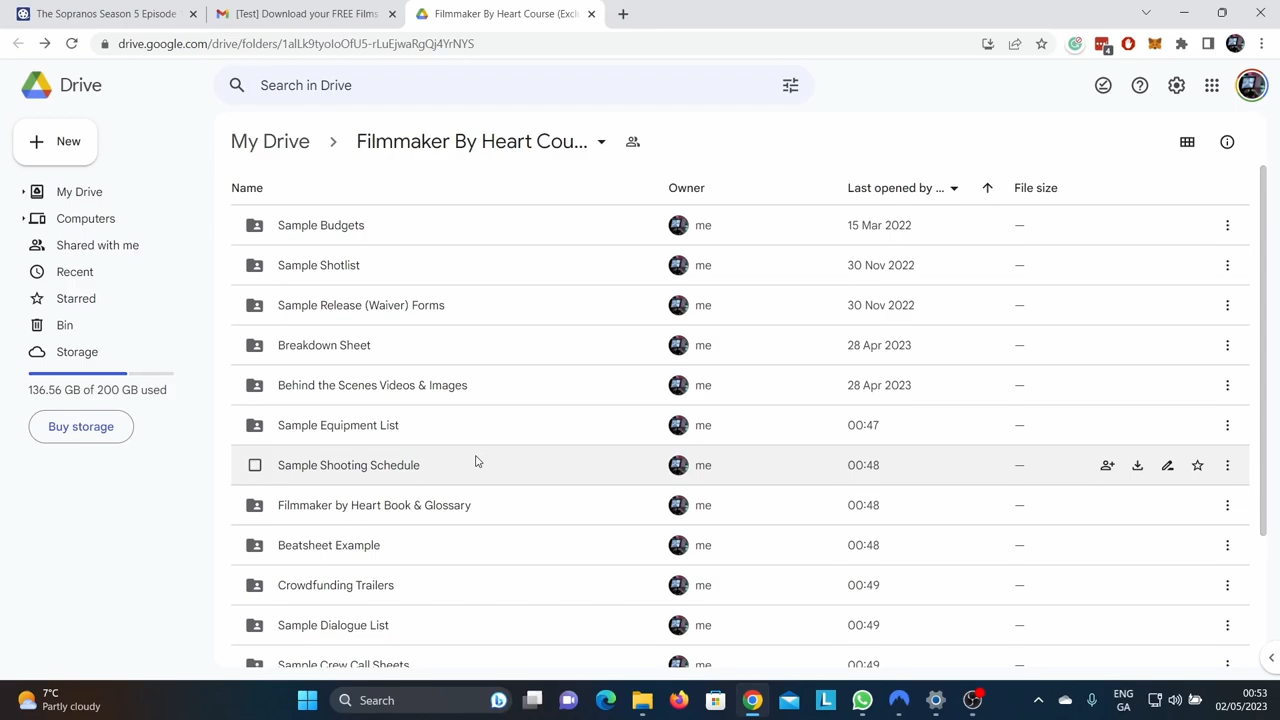 The Sopranos Season 5 Episode
[Test] Download your FREE Films
Filmmaker By Heart Course (Exc
drive.google.com/drive/folders/1alLk9tyoIoOfU5-rLuEjwaRgQj4YrNYS
4
Drive
Search in Drive
New
My Drive
Computers
Shared with me
Recent
Starred
Bin
Storage
136.56 GB of 200 GB used
Buy storage
My Drive
Filmmaker By Heart Cou...
Name Owner Last opened by ... File size
Sample Budgets me 15 Mar 2022 —
Sample Shotlist me 30 Nov 2022 —
Sample Release (Waiver) Forms me 30 Nov 2022 —
Breakdown Sheet me 28 Apr 2023 —
Behind the Scenes Videos & Images me 28 Apr 2023 —
Sample Equipment List me 00:47 —
Sample Shooting Schedule me 00:48 —
Filmmaker by Heart Book & Glossary me 00:48 —
Beatsheet Example me 00:48 —
Crowdfunding Trailers me 00:49 —
Sample Dialogue List me 00:49 —
Sample Crew Call Sheets me 00:49 —
7°C
Partly cloudy
Search
ENG
GA
00:53
02/05/2023